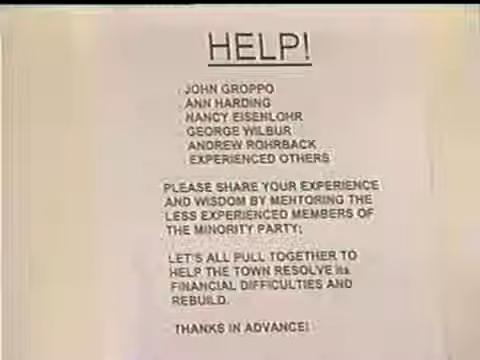 HELP!
. JOHN GROPPO
. ANN HARDING
. NANCY EISENLOHR
. GEORGE WILBUR
. ANDREW ROHRBACK
. EXPERIENCED OTHERS
PLEASE SHARE YOUR EXPERIENCE
AND WISDOM BY MENTORING THE
LESS EXPERIENCED MEMBERS OF
THE MINORITY PARTY;
LET'S ALL PULL TOGETHER TO
HELP THE TOWN RESOLVE its
FINANCIAL DIFFICULTIES AND
REBUILD.
THANKS IN ADVANCE!